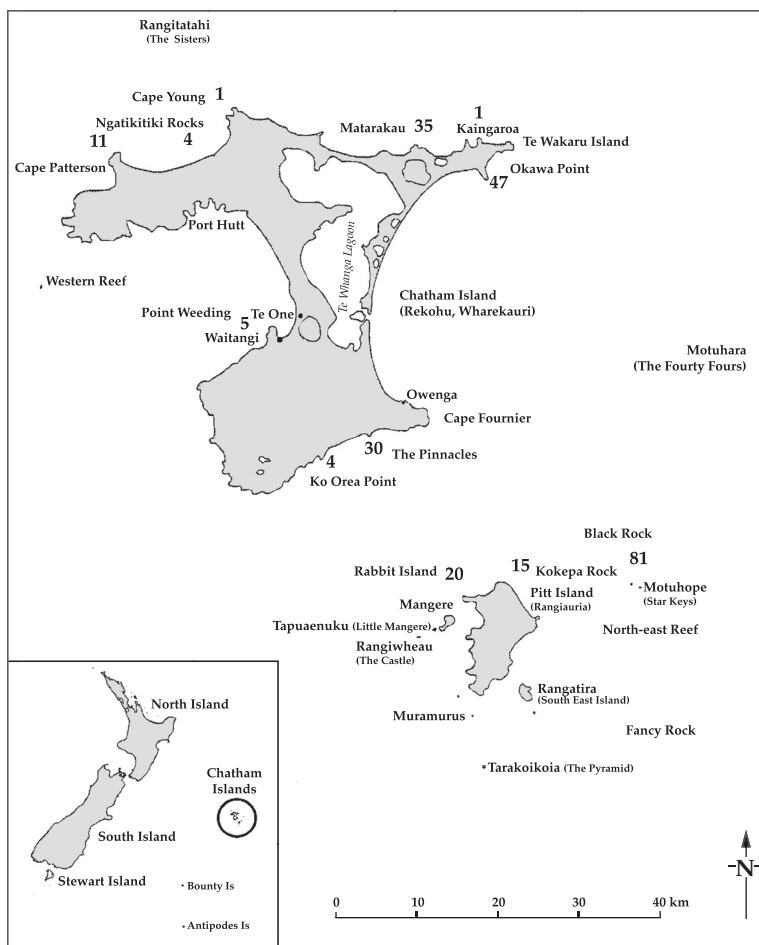 Rangitatahi
(The Sisters)
Cape Young 1
Ngatikitiki Rocks
4
11
Cape Patterson
Matarakau 35
1
Kaingaroa
Te Wakaru Island
Okawa Point
47
Port Hutt
Te Whanga Lagoon
Western Reef
Chatham Island
(Rekohu, Wharekauri)
Point Weeding
5
Te One
Waitangi
Motuhara
(The Fourty Fours)
Owenga
Cape Fournier
30
The Pinnacles
4
Ko Orea Point
Black Rock
81
Rabbit Island 20
15 Kokepa Rock
Motuhope
(Star Keys)
Pitt Island
(Rangiauria)
Mangere
Tapuaenuku (Little Mangere)
North-east Reef
Rangiwheau
(The Castle)
Rangatira
(South East Island)
Muramurus
Fancy Rock
Tarakoikoia (The Pyramid)
North Island
Chatham
Islands
South Island
Stewart Island
Bounty Is
Antipodes Is
N
0 10 20 30 40 km